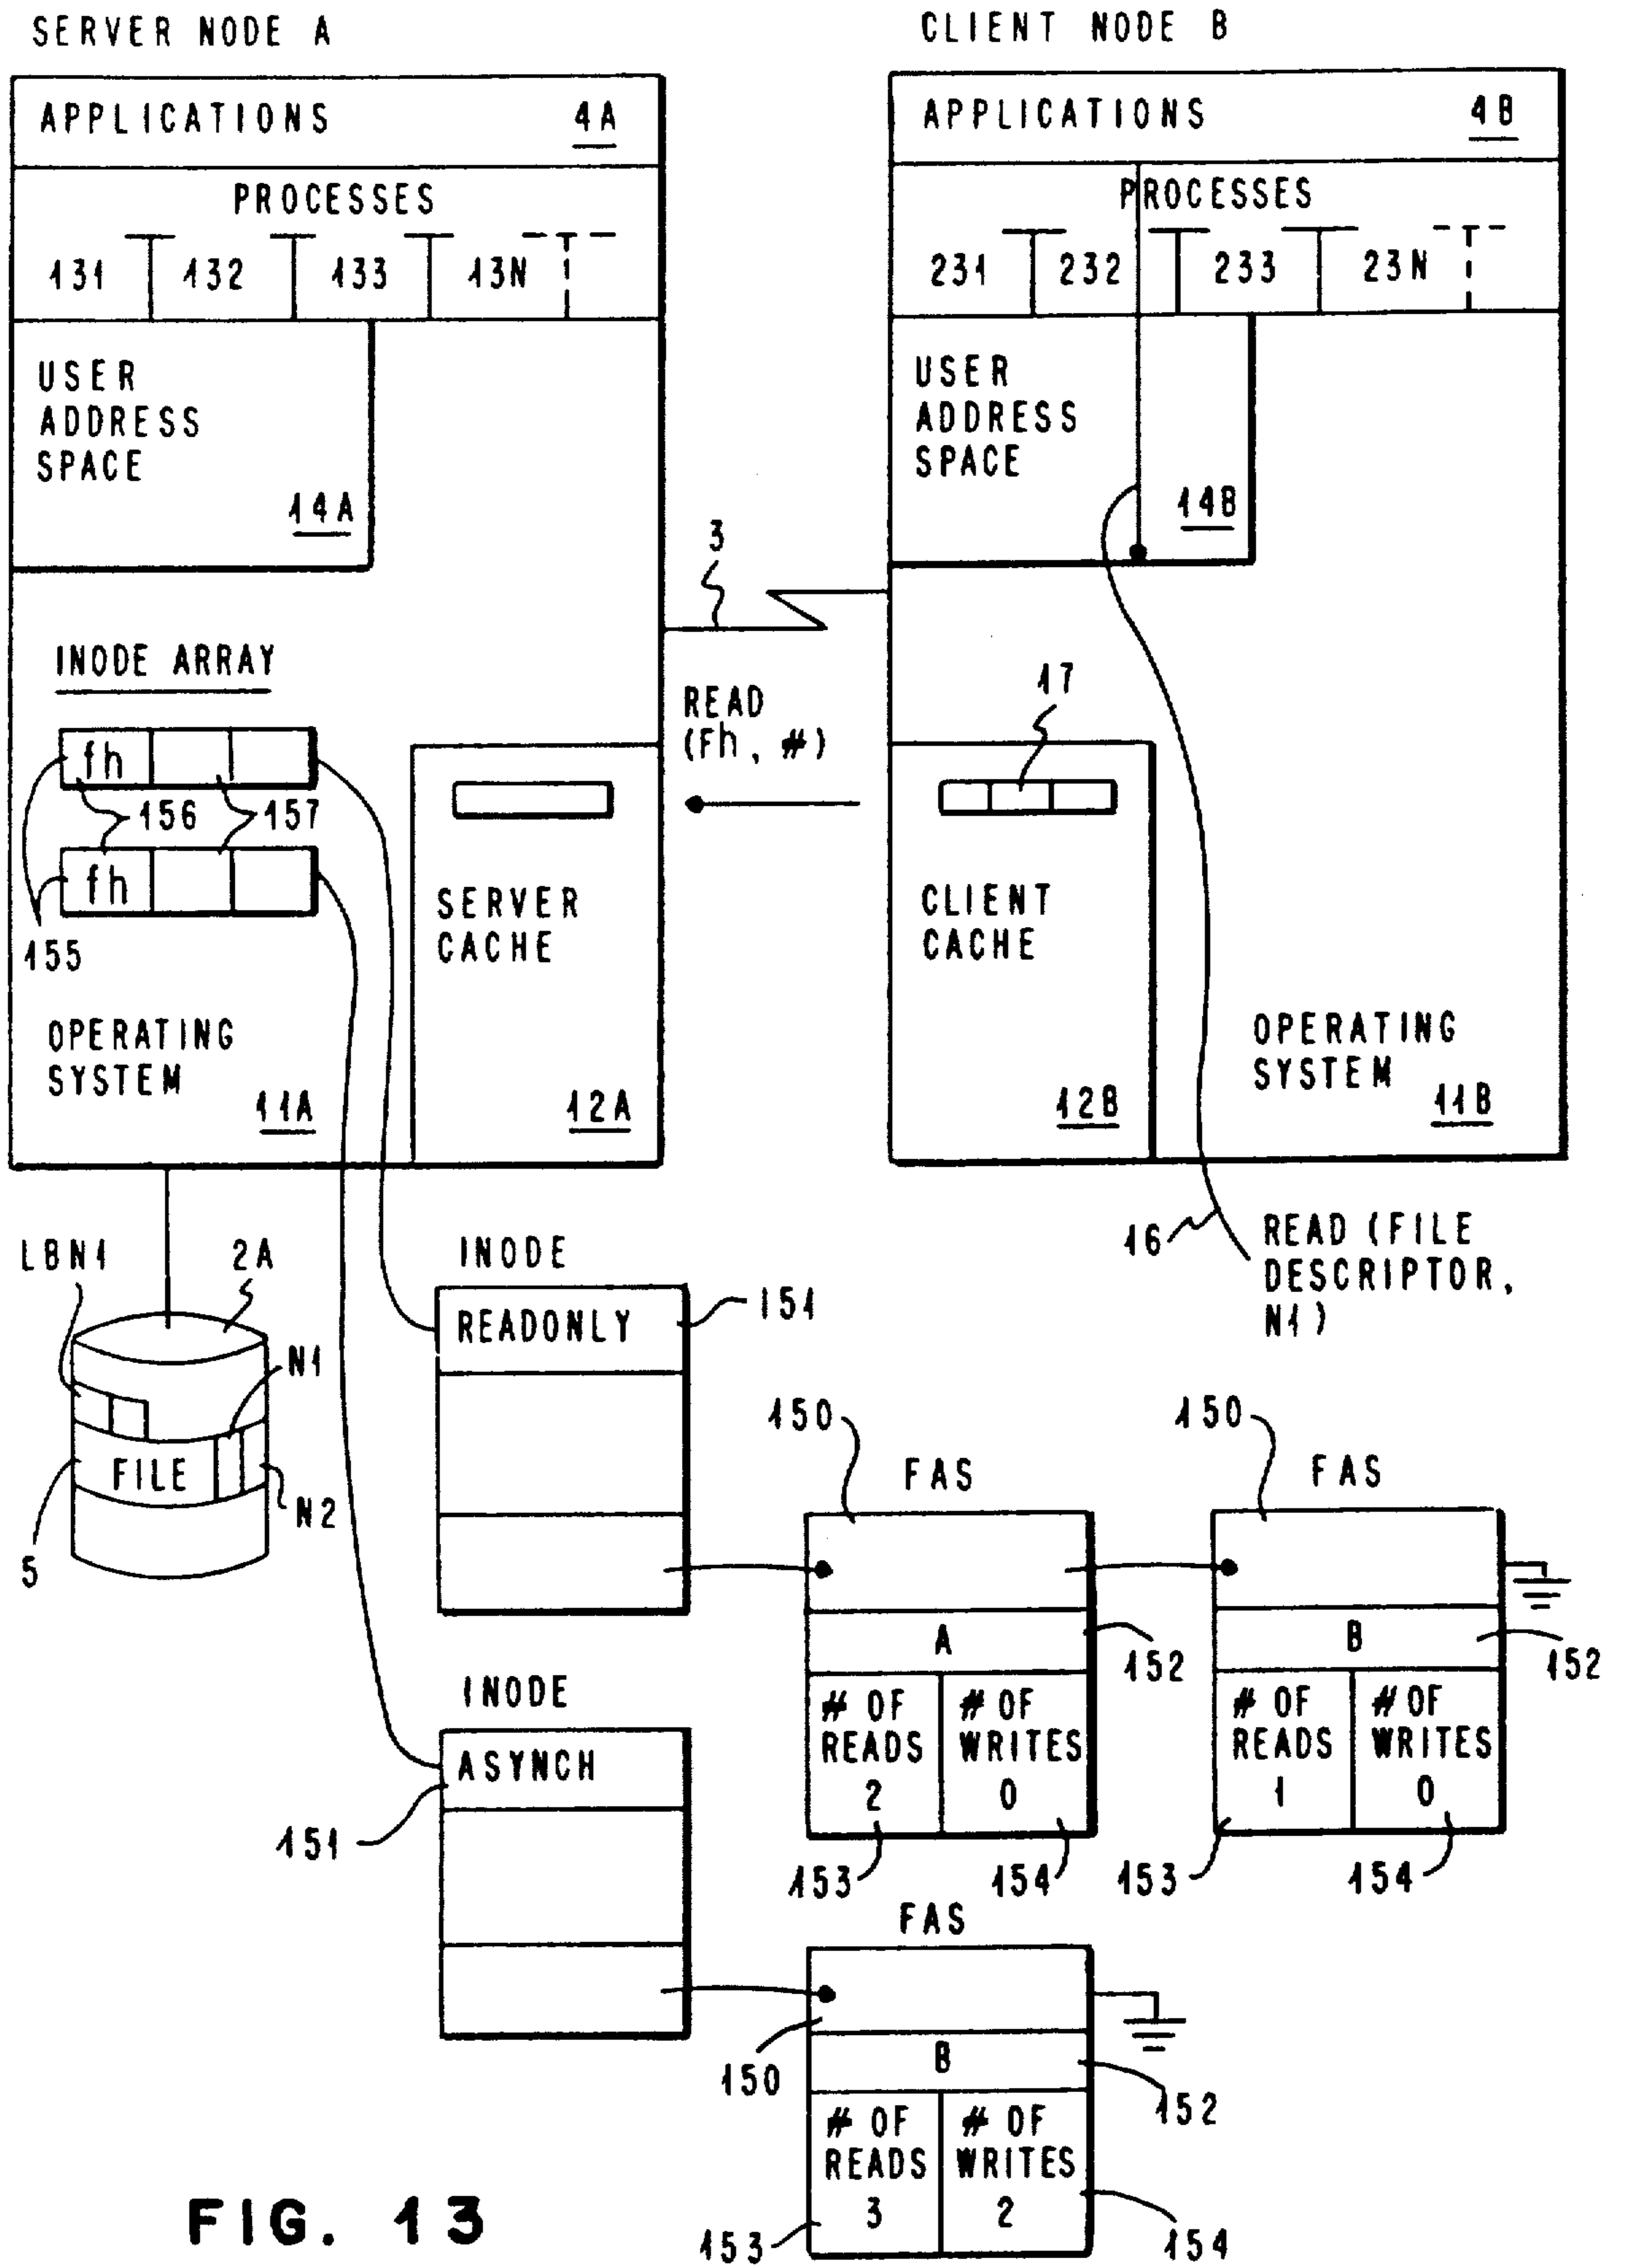 SERVER NODE A
CLIENT NODE B
APPLICATIONS 4A
APPLICATIONS 4B
PROCESSES
131 132 133 13N
PROCESSES
231 232 233 23N
USER
ADDRESS
SPACE
14A
USER
ADDRESS
SPACE
14B
3
INODE ARRAY
fh
156 157
fh
155
READ
(Fh, #)
17
SERVER
CACHE
12A
CLIENT
CACHE
12B
OPERATING
SYSTEM
11A
OPERATING
SYSTEM
11B
16
READ (FILE
DESCRIPTOR,
N1)
LBN1
2A
N1
FILE
N2
5
INODE
READONLY
151
150
FAS
A
152
# OF
READS
2
# OF
WRITES
0
153
154
150
FAS
B
152
# OF
READS
1
# OF
WRITES
0
153
154
INODE
ASYNCH
151
FAS
150
B
152
# OF
READS
3
# OF
WRITES
2
153
154
FIG. 13